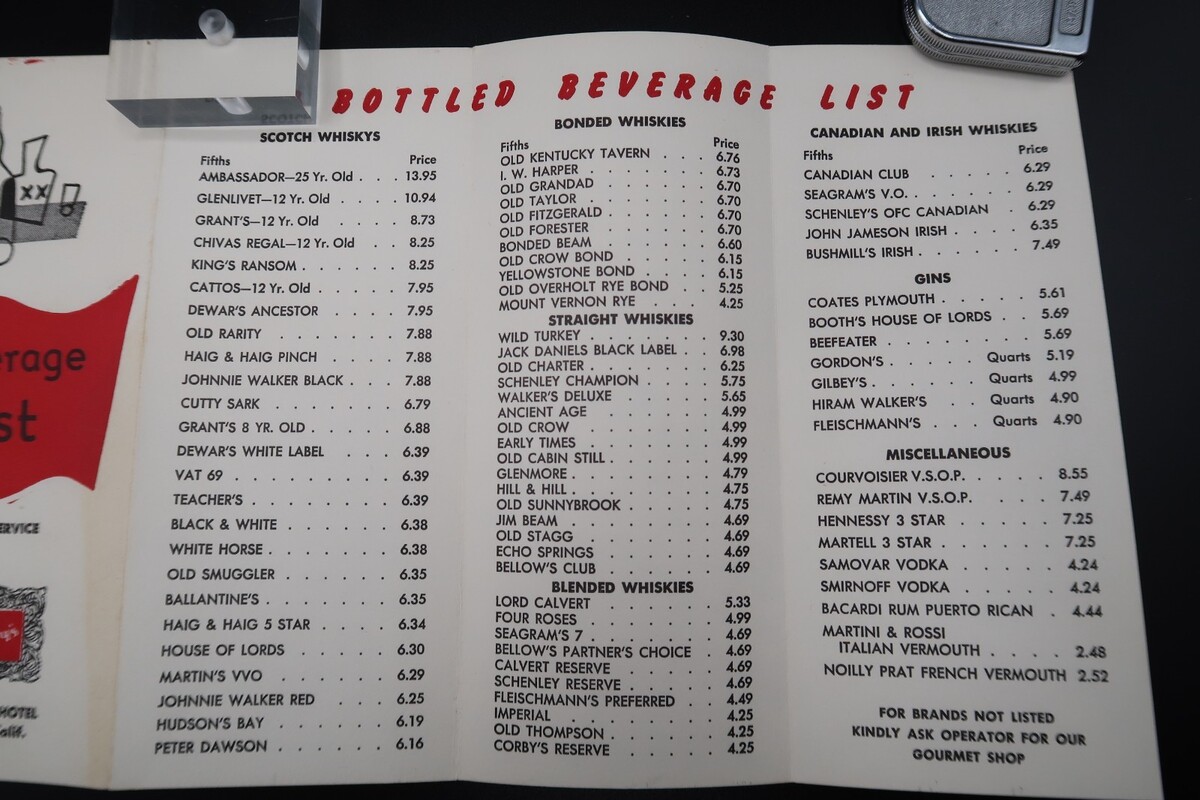 XX
erage
st
ERVICE
HOTEL
Calif.
BOTTLED BEVERAGE LIST
SCOTCH WHISKYS
Fifths Price
AMBASSADOR—25 Yr. Old . . . 13.95
GLENLIVET—12 Yr. Old . . . . 10.94
GRANT'S—12 Yr. Old . . . . 8.73
CHIVAS REGAL—12 Yr. Old . . 8.25
KING'S RANSOM . . . . . . 8.25
CATTOS—12 Yr. Old . . . . . 7.95
DEWAR'S ANCESTOR . . . . 7.95
OLD RARITY . . . . . . . 7.88
HAIG & HAIG PINCH . . . . 7.88
JOHNNIE WALKER BLACK . . . 7.88
CUTTY SARK . . . . . . . 6.79
GRANT'S 8 YR. OLD . . . . . 6.88
DEWAR'S WHITE LABEL . . . 6.39
VAT 69 . . . . . . . . 6.39
TEACHER'S . . . . . . . 6.39
BLACK & WHITE . . . . . . 6.38
WHITE HORSE . . . . . . . 6.38
OLD SMUGGLER . . . . . . 6.35
BALLANTINE'S . . . . . . . 6.35
HAIG & HAIG 5 STAR . . . . 6.34
HOUSE OF LORDS . . . . . 6.30
MARTIN'S VVO . . . . . . 6.29
JOHNNIE WALKER RED . . . . 6.25
HUDSON'S BAY . . . . . . 6.19
PETER DAWSON . . . . . . 6.16
BONDED WHISKIES
Fifths Price
OLD KENTUCKY TAVERN . . . 6.76
I. W. HARPER . . . . . . . 6.73
OLD GRANDAD . . . . . . 6.70
OLD TAYLOR . . . . . . . 6.70
OLD FITZGERALD . . . . . . 6.70
OLD FORESTER . . . . . . 6.70
BONDED BEAM . . . . . . 6.60
OLD CROW BOND . . . . . 6.15
YELLOWSTONE BOND . . . . 6.15
OLD OVERHOLT RYE BOND . . 5.25
MOUNT VERNON RYE . . . 4.25
STRAIGHT WHISKIES
WILD TURKEY . . . . . . . 9.30
JACK DANIELS BLACK LABEL . . 6.98
OLD CHARTER . . . . . . . 6.25
SCHENLEY CHAMPION . . . . 5.75
WALKER'S DELUXE . . . . . 5.65
ANCIENT AGE . . . . . . 4.99
OLD CROW . . . . . . . 4.99
EARLY TIMES . . . . . . . 4.99
OLD CABIN STILL . . . . . . 4.99
GLENMORE . . . . . . . . 4.79
HILL & HILL . . . . . . . . 4.75
OLD SUNNYBROOK . . . . . 4.75
JIM BEAM . . . . . . . . 4.69
OLD STAGG . . . . . . . 4.69
ECHO SPRINGS . . . . . . 4.69
BELLOW'S CLUB . . . . . . 4.69
BLENDED WHISKIES
LORD CALVERT . . . . . . 5.33
FOUR ROSES . . . . . . . 4.99
SEAGRAM'S 7 . . . . . . . 4.69
BELLOW'S PARTNER'S CHOICE . 4.69
CALVERT RESERVE . . . . . 4.69
SCHENLEY RESERVE . . . . . 4.69
FLEISCHMANN'S PREFERRED . . 4.49
IMPERIAL . . . . . . . . 4.25
OLD THOMPSON . . . . . . 4.25
CORBY'S RESERVE . . . . . 4.25
CANADIAN AND IRISH WHISKIES
Fifths Price
CANADIAN CLUB . . . . . 6.29
SEAGRAM'S V.O. . . . . . . 6.29
SCHENLEY'S OFC CANADIAN . 6.29
JOHN JAMESON IRISH . . . . 6.35
BUSHMILL'S IRISH . . . . . . 7.49
GINS
COATES PLYMOUTH . . . . . 5.61
BOOTH'S HOUSE OF LORDS . . 5.69
BEEFEATER . . . . . . . . 5.69
GORDON'S . . . . . Quarts 5.19
GILBEY'S . . . . . . Quarts 4.99
HIRAM WALKER'S . . Quarts 4.90
FLEISCHMANN'S . . . Quarts 4.90
MISCELLANEOUS
COURVOISIER V.S.O.P. . . . . 8.55
REMY MARTIN V.S.O.P. . . . . 7.49
HENNESSY 3 STAR . . . . . 7.25
MARTELL 3 STAR . . . . . . 7.25
SAMOVAR VODKA . . . . . 4.24
SMIRNOFF VODKA . . . . . 4.24
BACARDI RUM PUERTO RICAN . 4.44
MARTINI & ROSSI
ITALIAN VERMOUTH . . . . 2.48
NOILLY PRAT FRENCH VERMOUTH 2.52
FOR BRANDS NOT LISTED
KINDLY ASK OPERATOR FOR OUR
GOURMET SHOP